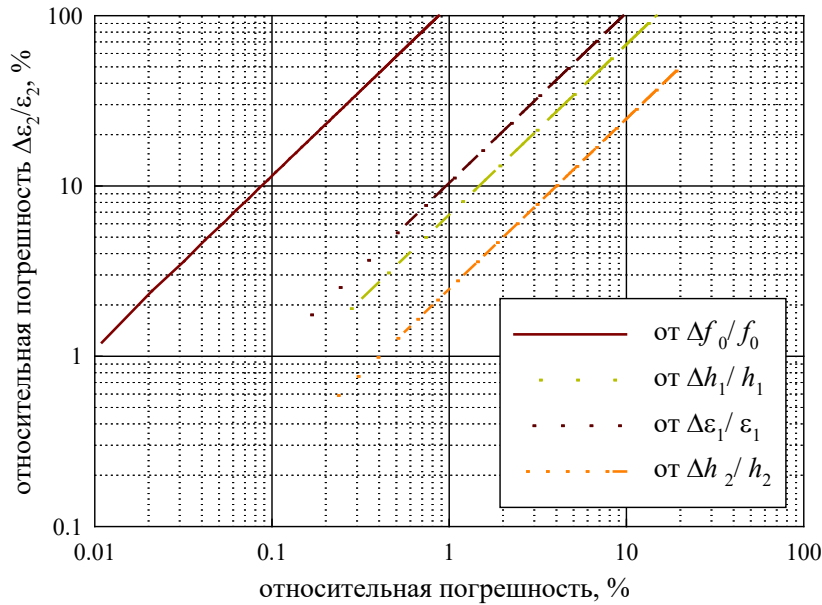 100
10
1
0.1
относительная погрешность Δε2/ε2, %
0.01
0.1
1
10
100
относительная погрешность, %
от Δf0/f0
от Δh1/h1
от Δε1/ε1
от Δh2/h2